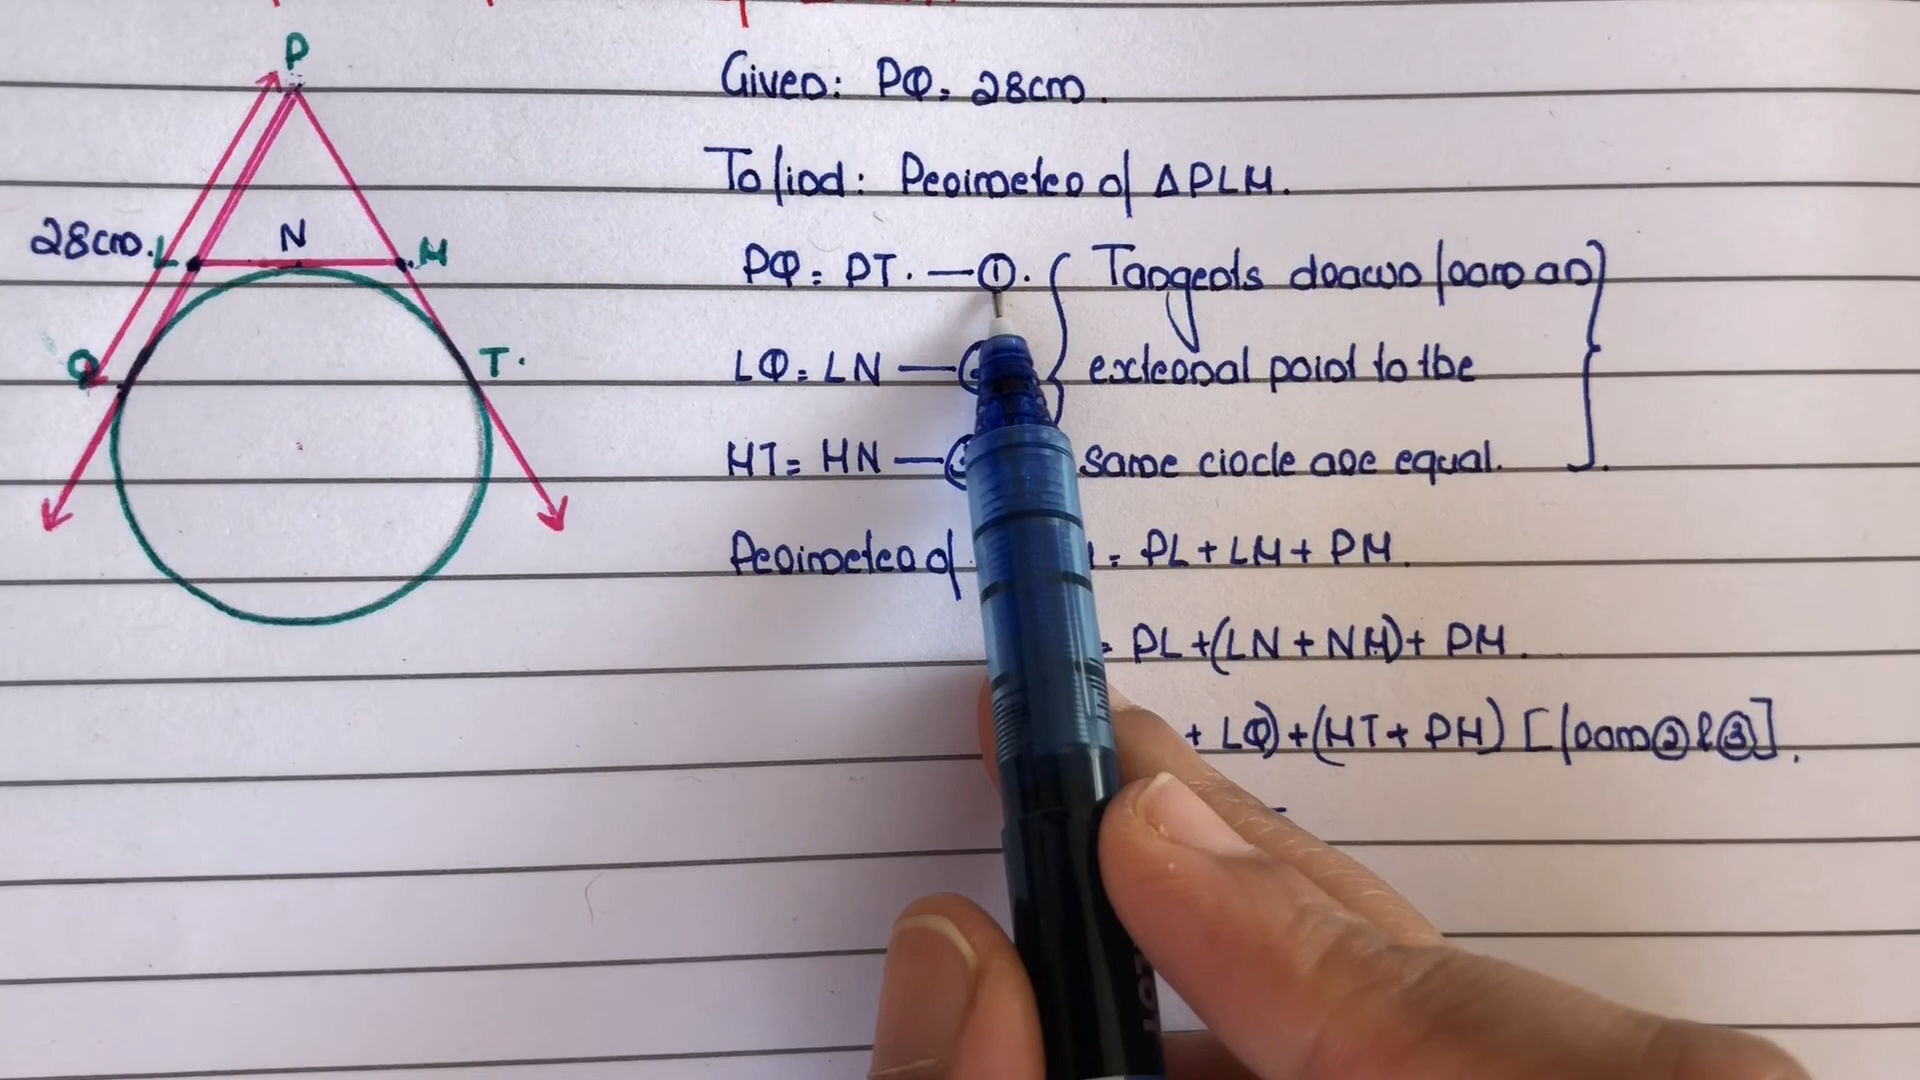 P
28cm.
L
N
M
Q
T.
Given: PQ = 28cm.
To find: Perimeter of ΔPLM.
PQ = PT. — ①.
LQ = LN —
MT = MN —
{ Tangents drawn from an
external point to the
same circle are equal. }
Perimeter of = PL + LM + PM.
= PL + (LN + NM) + PM.
+ LQ) + (MT + PM) [from ② & ③].